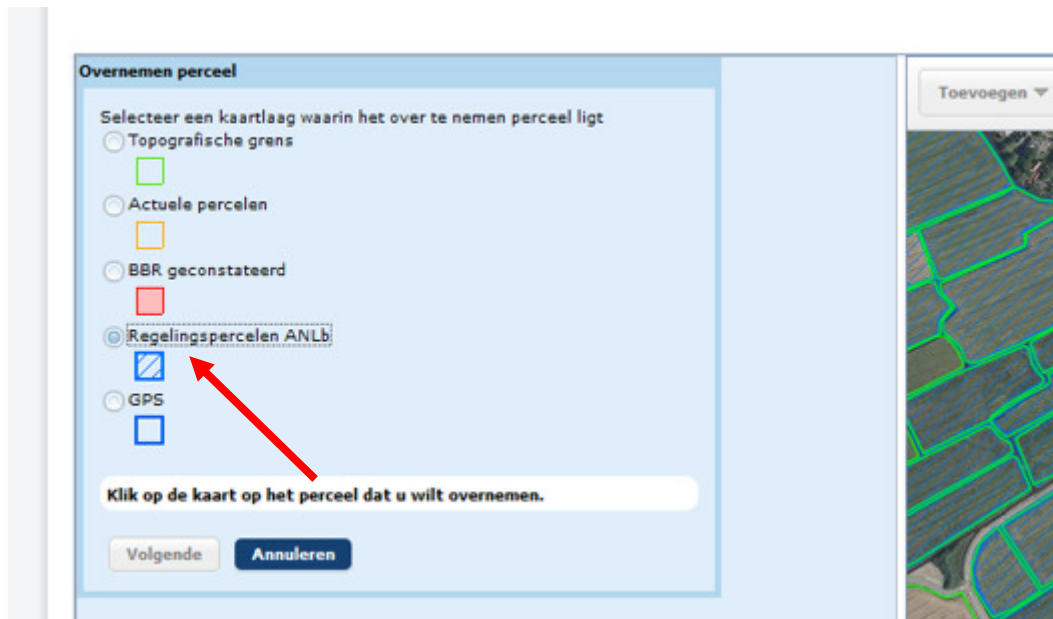 Overnemen perceel
Toevoegen
Selecteer een kaartlaag waarin het over te nemen perceel ligt
Topografische grens
Actuele percelen
BBR geconstateerd
Regelingspercelen ANLb
GPS
Klik op de kaart op het perceel dat u wilt overnemen.
Volgende Annuleren